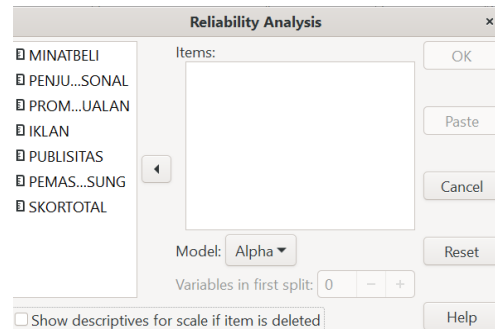 Reliability Analysis
×
MINATBELI
PENJU...SONAL
PROM...UALAN
IKLAN
PUBLISITAS
PEMAS...SUNG
SKORTOTAL
Items:
Model: Alpha
Variables in first split: 0 − +
Show descriptives for scale if item is deleted
OK
Paste
Cancel
Reset
Help